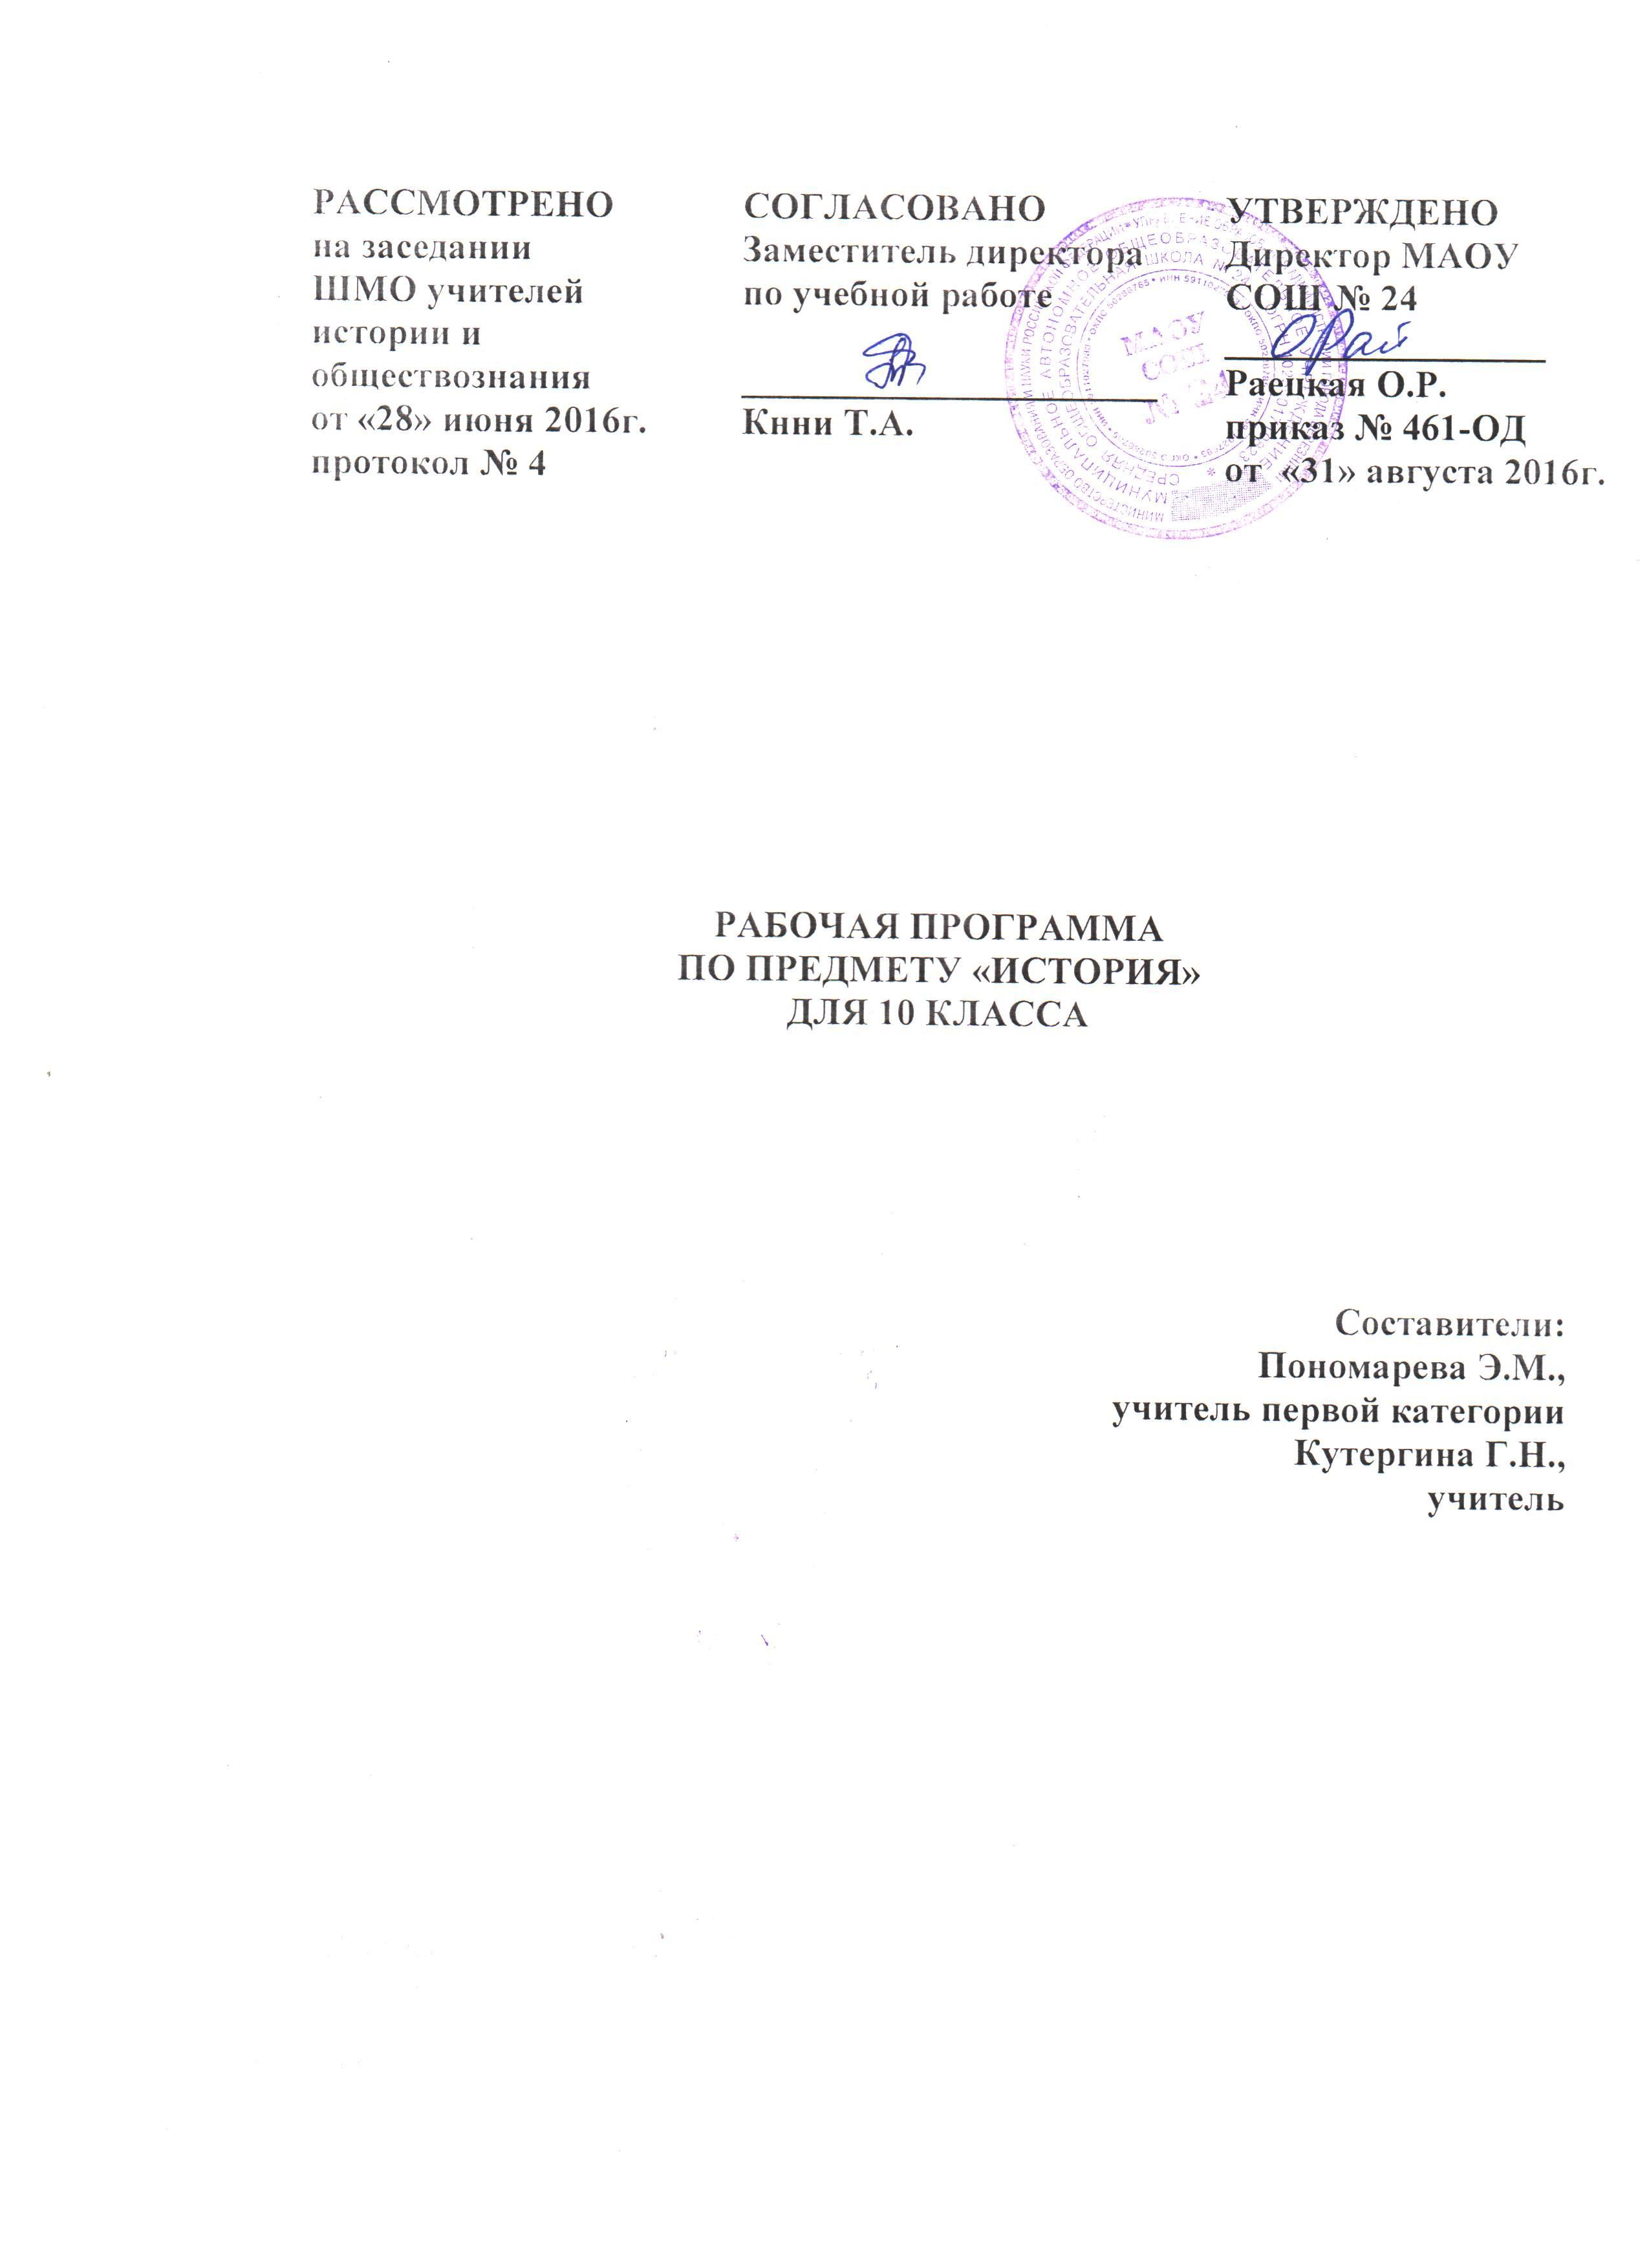 РАССМОТРЕНО
на заседании
ШМО учителей
истории и
обществознания
от «28» июня 2016г.
протокол № 4
СОГЛАСОВАНО
Заместитель директора
по учебной работе
Кнни Т.А.
УТВЕРЖДЕНО
Директор МАОУ
СОШ № 24
Раецкая О.Р.
приказ № 461-ОД
от «31» августа 2016г.
МАОУ
СОШ
РАБОЧАЯ ПРОГРАММА
ПО ПРЕДМЕТУ «ИСТОРИЯ»
ДЛЯ 10 КЛАССА
Составители:
Пономарева Э.М.,
учитель первой категории
Кутергина Г.Н.,
учитель